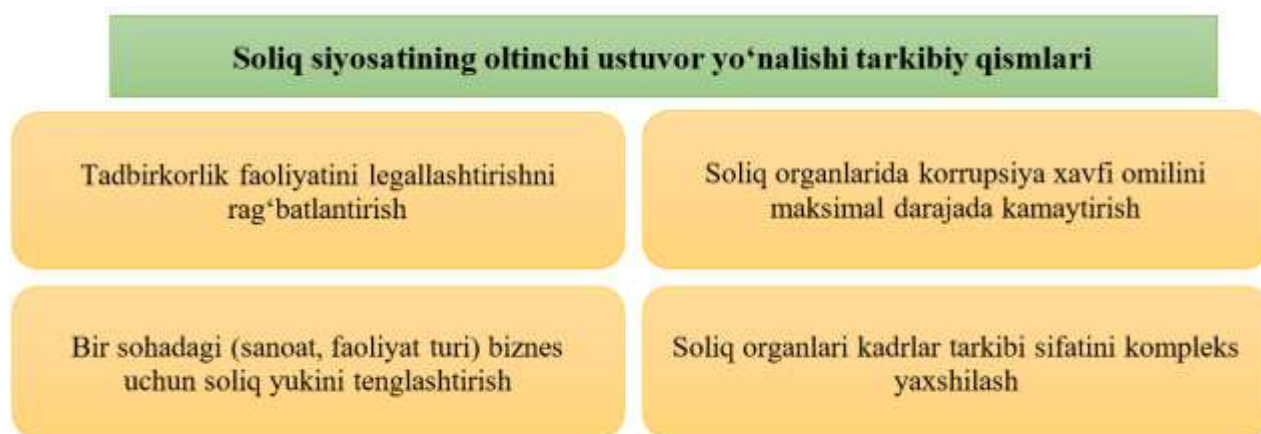 Soliq siyosatining oltinchi ustuvor yo‘nalishi tarkibiy qismlari
Tadbirkorlik faoliyatini legallashtirishni
rag‘batlantirish
Soliq organlarida korrupsiya xavfi omilini
maksimal darajada kamaytirish
Bir sohadagi (sanoat, faoliyat turi) biznes
uchun soliq yukini tenglashtirish
Soliq organlari kadrlar tarkibi sifatini kompleks
yaxshilash